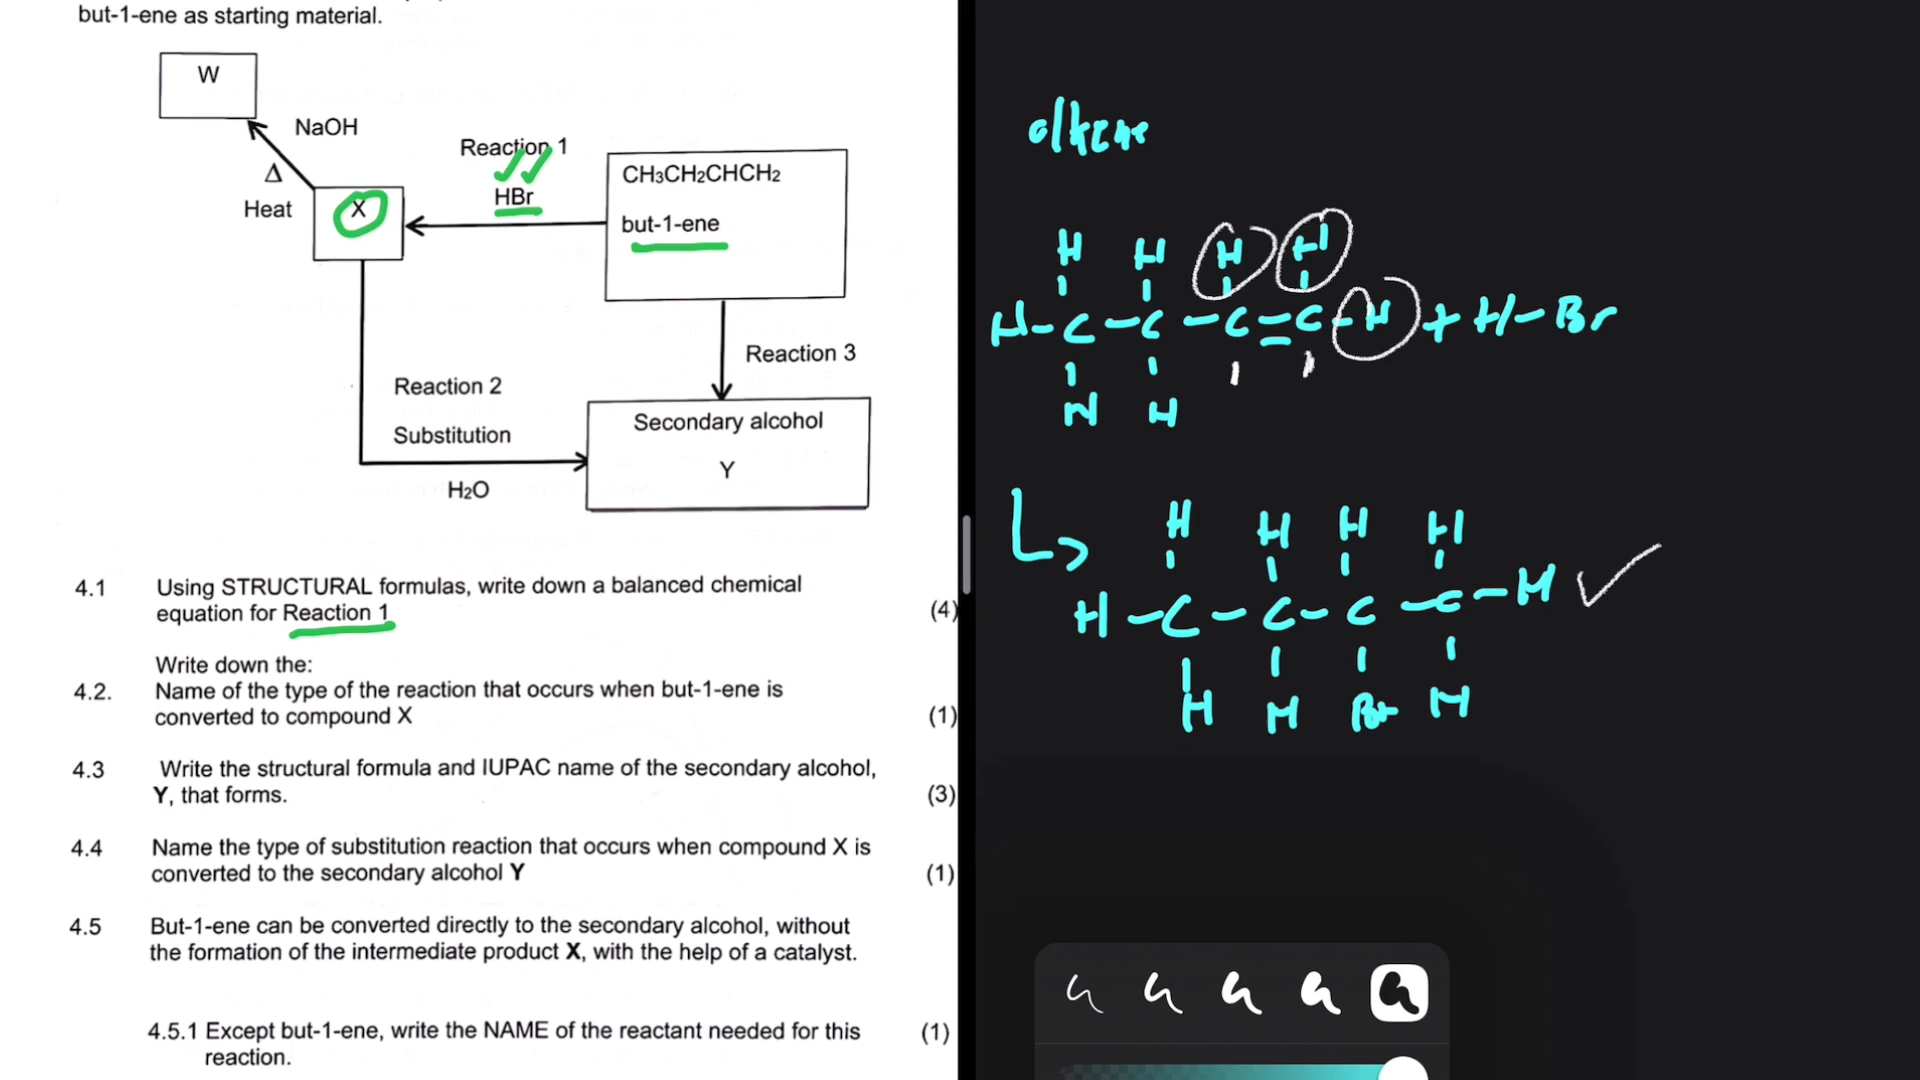 but-1-ene as starting material.
W
NaOH
Δ
Heat
X
Reaction 1
HBr
CH₃CH₂CHCH₂
but-1-ene
Reaction 3
Reaction 2
Substitution
H₂O
Secondary alcohol
Y
4.1 Using STRUCTURAL formulas, write down a balanced chemical
equation for Reaction 1 (4)
Write down the:
4.2. Name of the type of the reaction that occurs when but-1-ene is
converted to compound X (1)
4.3 Write the structural formula and IUPAC name of the secondary alcohol,
Y, that forms. (3)
4.4 Name the type of substitution reaction that occurs when compound X is
converted to the secondary alcohol Y (1)
4.5 But-1-ene can be converted directly to the secondary alcohol, without
the formation of the intermediate product X, with the help of a catalyst.
4.5.1 Except but-1-ene, write the NAME of the reactant needed for this (1)
reaction.
alkene
H H H H
H-C-C-C=C-H + H-Br
H H
H H H H
H-C-C-C-C-H
H H Br H